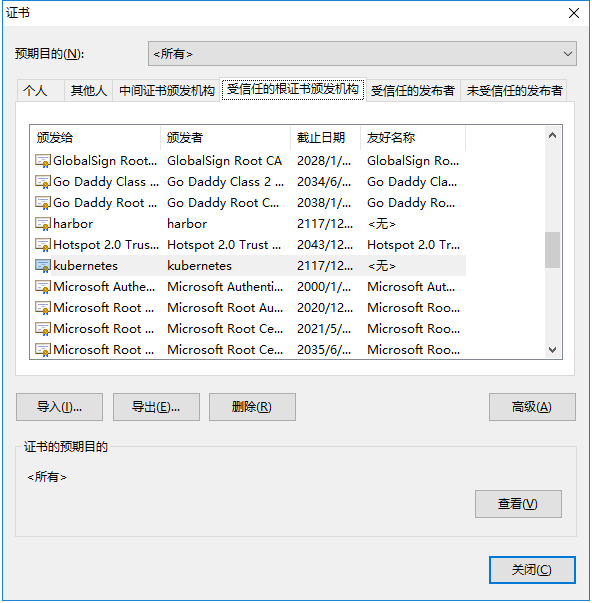 证书
预期目的(N): <所有>
个人 其他人 中间证书颁发机构 受信任的根证书颁发机构 受信任的发布者 未受信任的发布者
颁发给 颁发者 截止日期 友好名称
GlobalSign Root... GlobalSign Root CA 2028/1/... GlobalSign Ro...
Go Daddy Class ... Go Daddy Class 2 ... 2034/6/... Go Daddy Cla...
Go Daddy Root ... Go Daddy Root C... 2038/1/... Go Daddy Ro...
harbor harbor 2117/12... <无>
Hotspot 2.0 Trus... Hotspot 2.0 Trust ... 2043/12... Hotspot 2.0 Tr...
kubernetes kubernetes 2117/12... <无>
Microsoft Authe... Microsoft Authenti... 2000/1/... Microsoft Aut...
Microsoft Root ... Microsoft Root Au... 2020/12... Microsoft Roo...
Microsoft Root ... Microsoft Root Ce... 2021/5/... Microsoft Roo...
Microsoft Root ... Microsoft Root Ce... 2035/6/... Microsoft Roo...
导入(I)... 导出(E)... 删除(R) 高级(A)
证书的预期目的
<所有>
查看(V)
关闭(C)